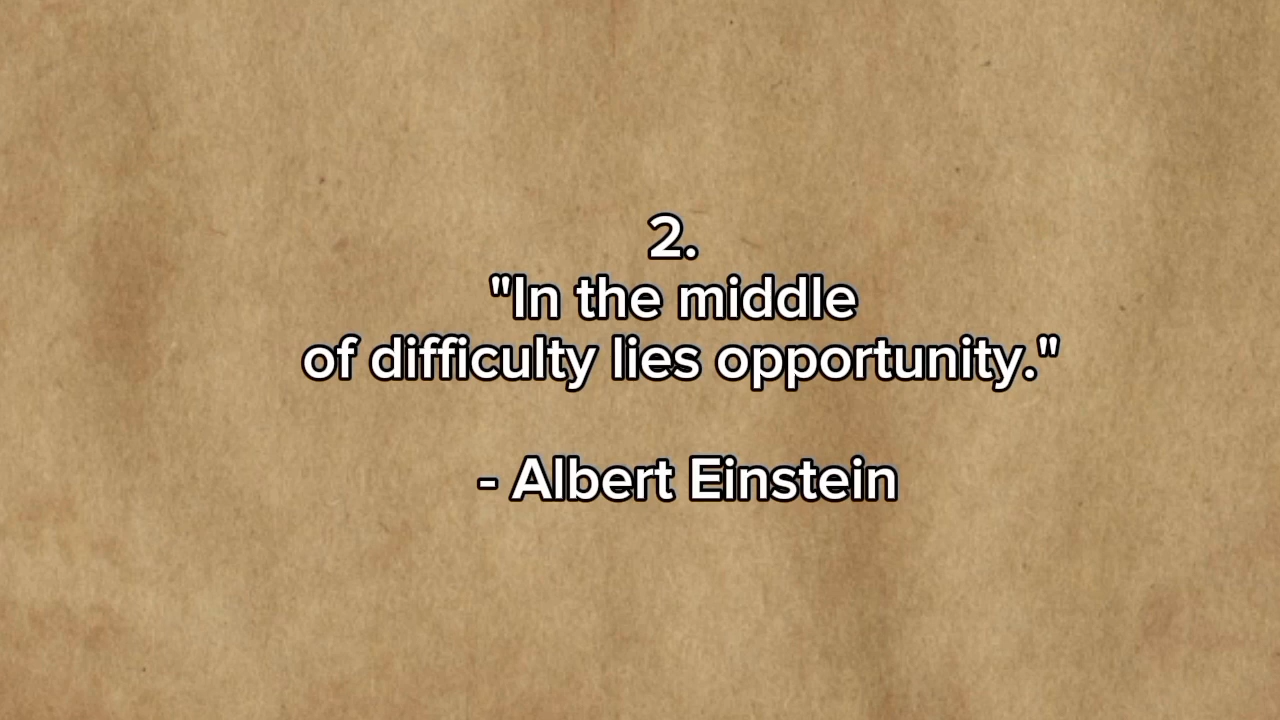 2.
"In the middle
of difficulty lies opportunity."
- Albert Einstein